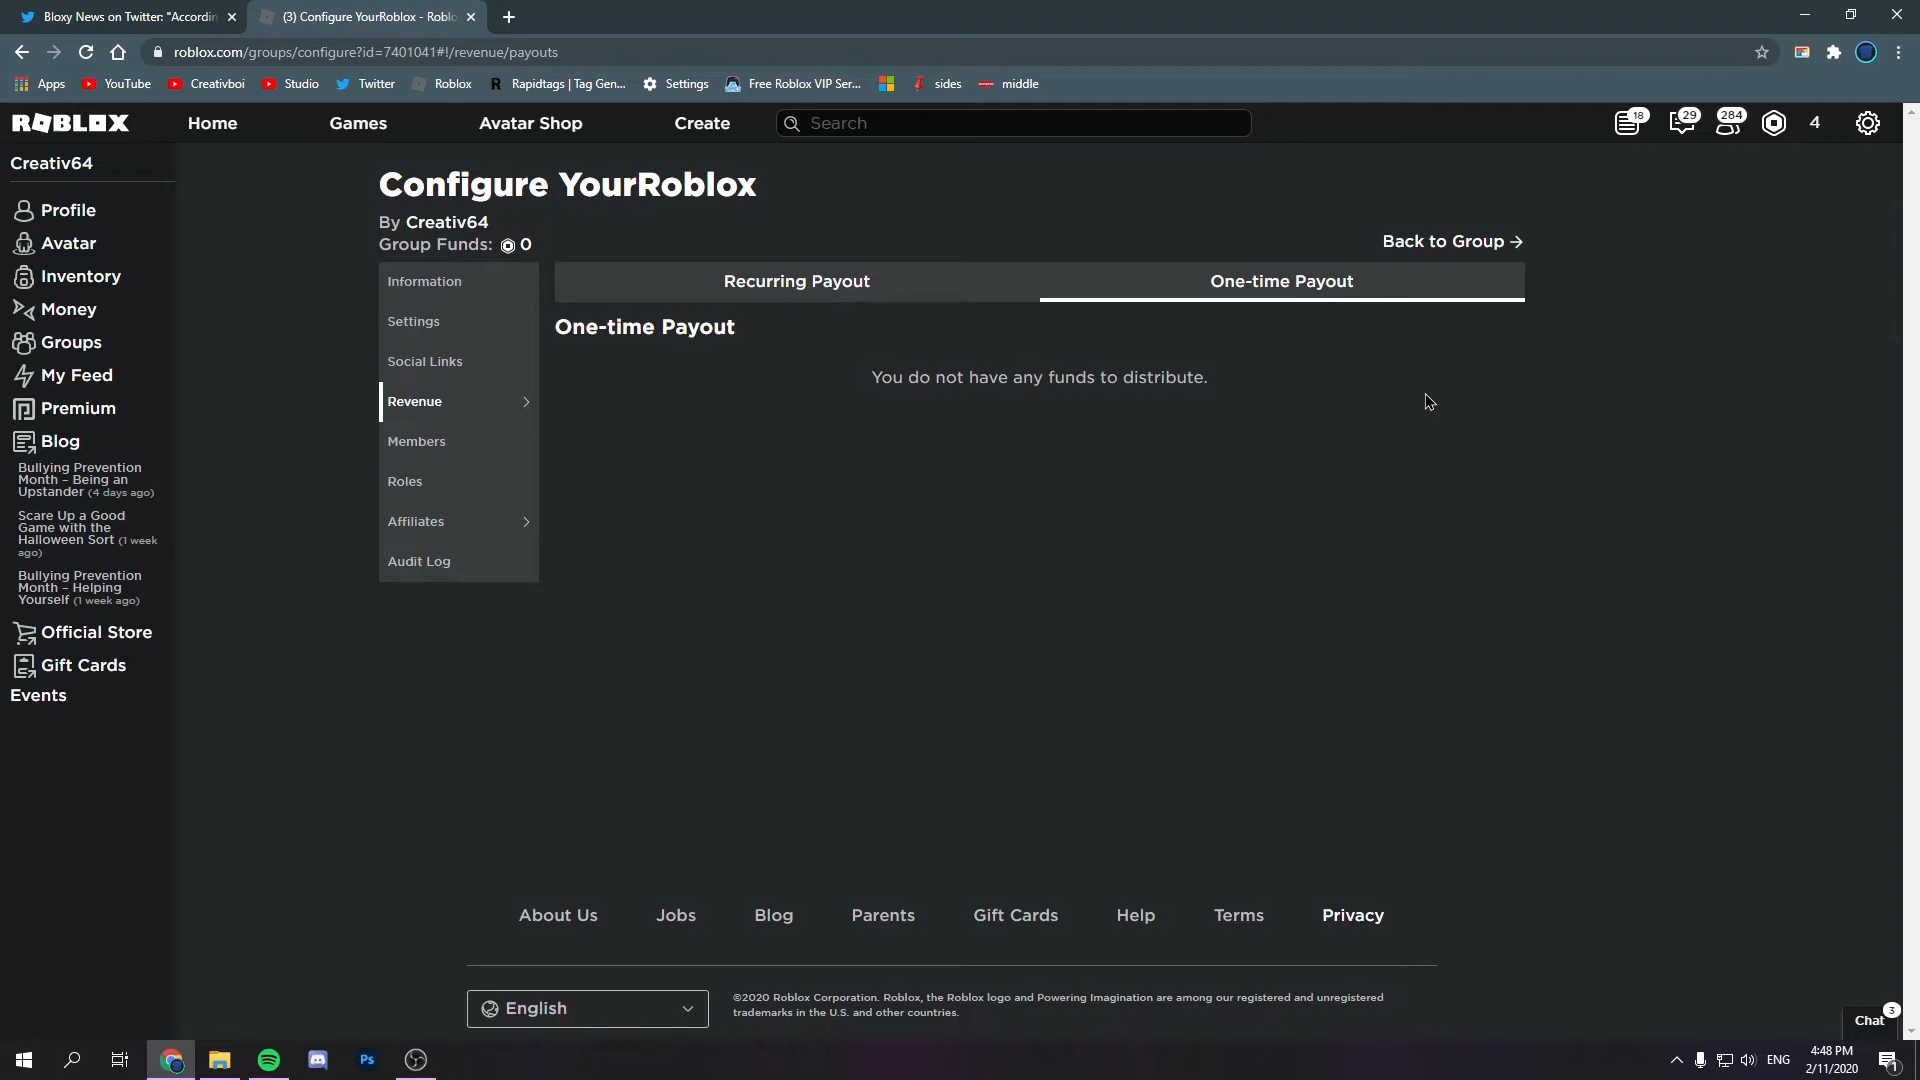 Bloxy News on Twitter: "Accordin
(3) Configure YourRoblox - Roblo
roblox.com/groups/configure?id=7401041#!/revenue/payouts
Apps
YouTube
Creativboi
Studio
Twitter
Roblox
Rapidtags | Tag Gen...
Settings
Free Roblox VIP Ser...
sides
middle
ROBLOX
Home
Games
Avatar Shop
Create
Search
18
29
284
4
Creativ64
Profile
Avatar
Inventory
Money
Groups
My Feed
Premium
Blog
Bullying Prevention
Month – Being an
Upstander (4 days ago)
Scare Up a Good
Game with the
Halloween Sort (1 week
ago)
Bullying Prevention
Month – Helping
Yourself (1 week ago)
Official Store
Gift Cards
Events
Configure YourRoblox
By Creativ64
Group Funds: 0
Back to Group
Information
Settings
Social Links
Revenue
Members
Roles
Affiliates
Audit Log
Recurring Payout
One-time Payout
One-time Payout
You do not have any funds to distribute.
About Us
Jobs
Blog
Parents
Gift Cards
Help
Terms
Privacy
English
©2020 Roblox Corporation. Roblox, the Roblox logo and Powering Imagination are among our registered and unregistered
trademarks in the U.S. and other countries.
Chat
3
Ps
ENG
4:48 PM
2/11/2020
1